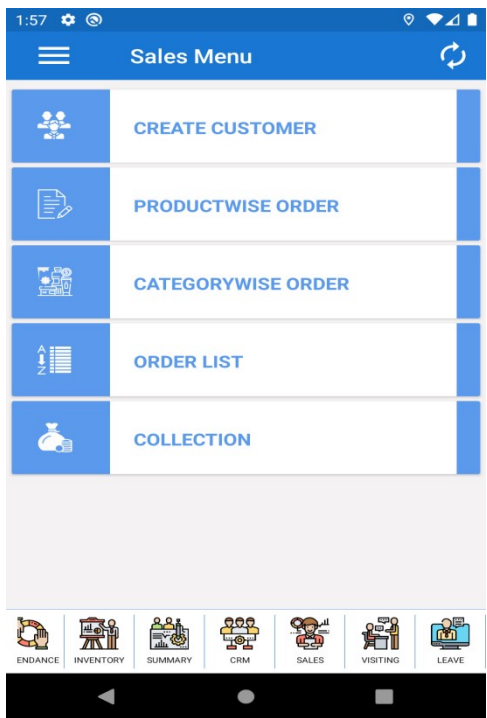 1:57
Sales Menu
CREATE CUSTOMER
PRODUCTWISE ORDER
CATEGORYWISE ORDER
A
Z
ORDER LIST
COLLECTION
ENDANCE INVENTORY SUMMARY CRM SALES VISITING LEAVE